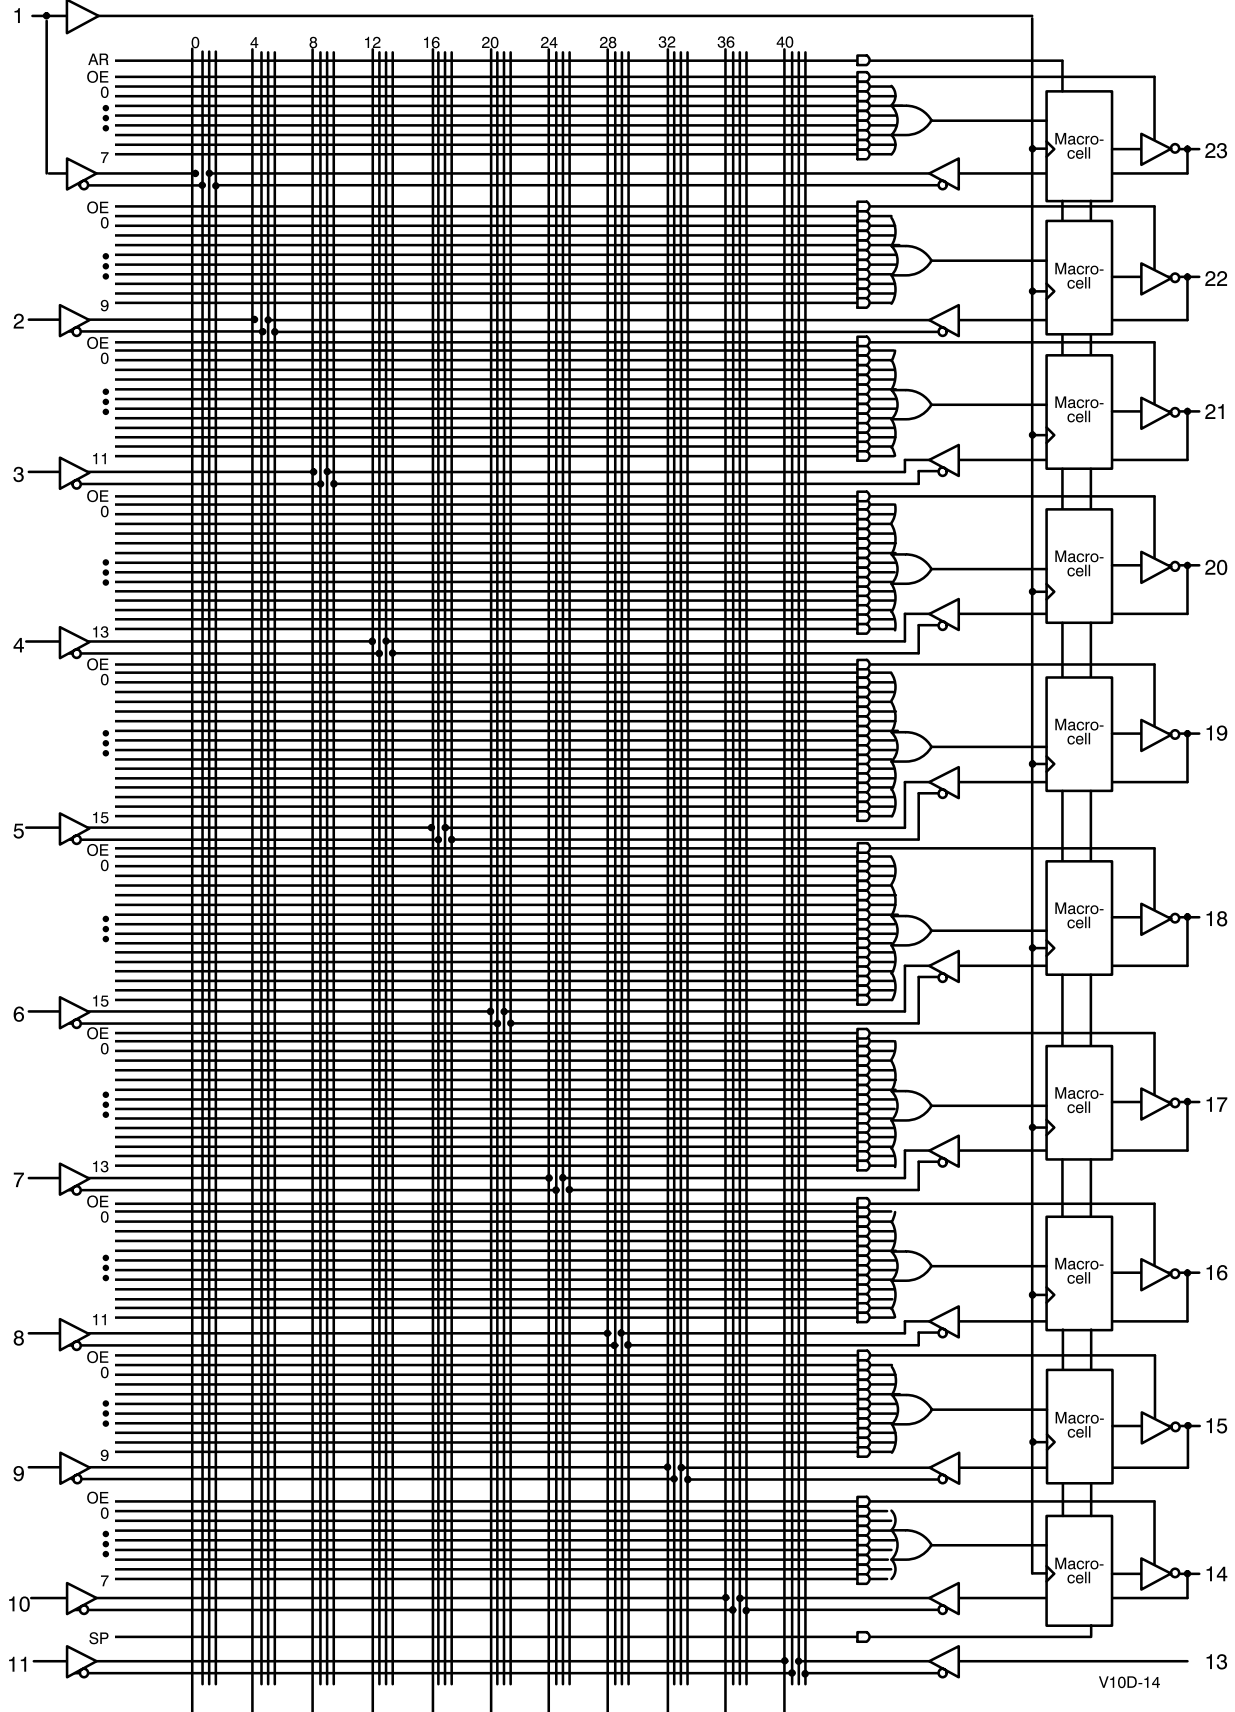 1
0 4 8 12 16 20 24 28 32 36 40
AR
OE
0
7
Macro-
cell
23
OE
0
9
Macro-
cell
22
2
OE
0
11
Macro-
cell
21
3
OE
0
13
Macro-
cell
20
4
OE
0
15
Macro-
cell
19
5
OE
0
15
Macro-
cell
18
6
OE
0
13
Macro-
cell
17
7
OE
0
11
Macro-
cell
16
8
OE
0
9
Macro-
cell
15
9
OE
0
7
Macro-
cell
14
10
SP
11
13
V10D-14